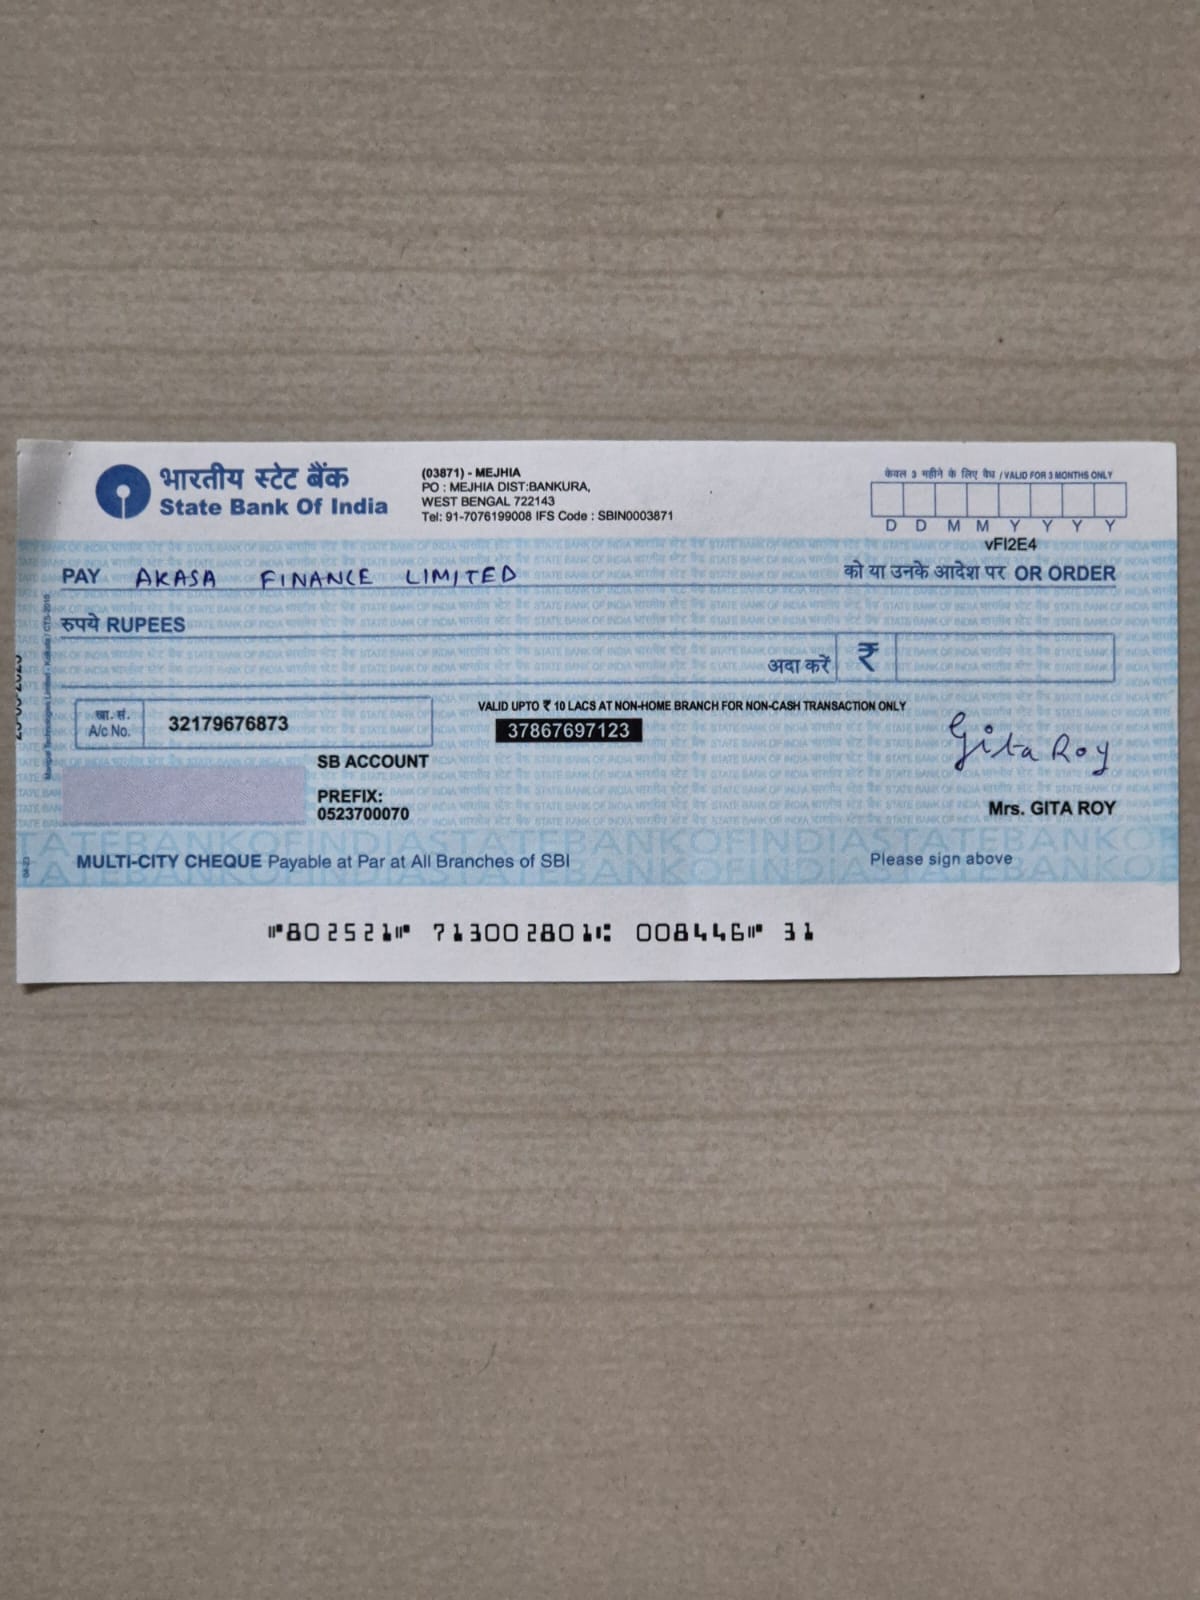 भारतीय स्टेट बैंक
State Bank Of India
(03871) - MEJHIA
PO : MEJHIA DIST:BANKURA,
WEST BENGAL 722143
Tel: 91-7076199008 IFS Code : SBIN0003871
केवल 3 महीने के लिए वैध / VALID FOR 3 MONTHS ONLY
D D M M Y Y Y Y
vFI2E4
PAY AKASA FINANCE LIMITED को या उनके आदेश पर OR ORDER
रुपये RUPEES
अदा करें ₹
खा. सं.
A/c No. 32179676873
VALID UPTO ₹ 10 LACS AT NON-HOME BRANCH FOR NON-CASH TRANSACTION ONLY
37867697123
Gita Roy
SB ACCOUNT
PREFIX:
0523700070
Mrs. GITA ROY
MULTI-CITY CHEQUE Payable at Par at All Branches of SBI
Please sign above
⑈802521⑈ 713002801⑆ 008446⑈ 31